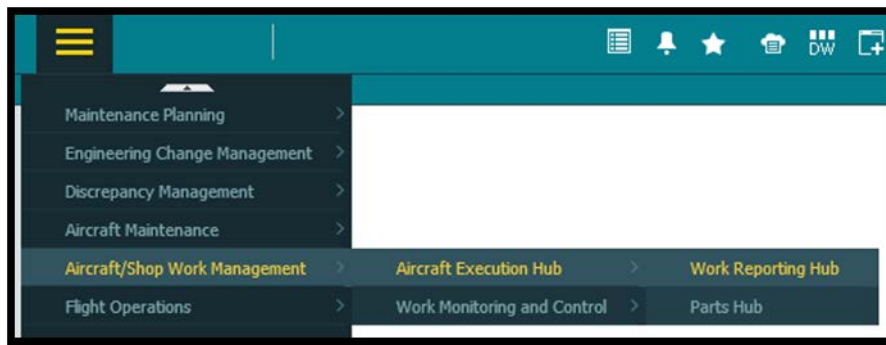 DW
Maintenance Planning
Engineering Change Management
Discrepancy Management
Aircraft Maintenance
Aircraft/Shop Work Management Aircraft Execution Hub Work Reporting Hub
Flight Operations Work Monitoring and Control Parts Hub